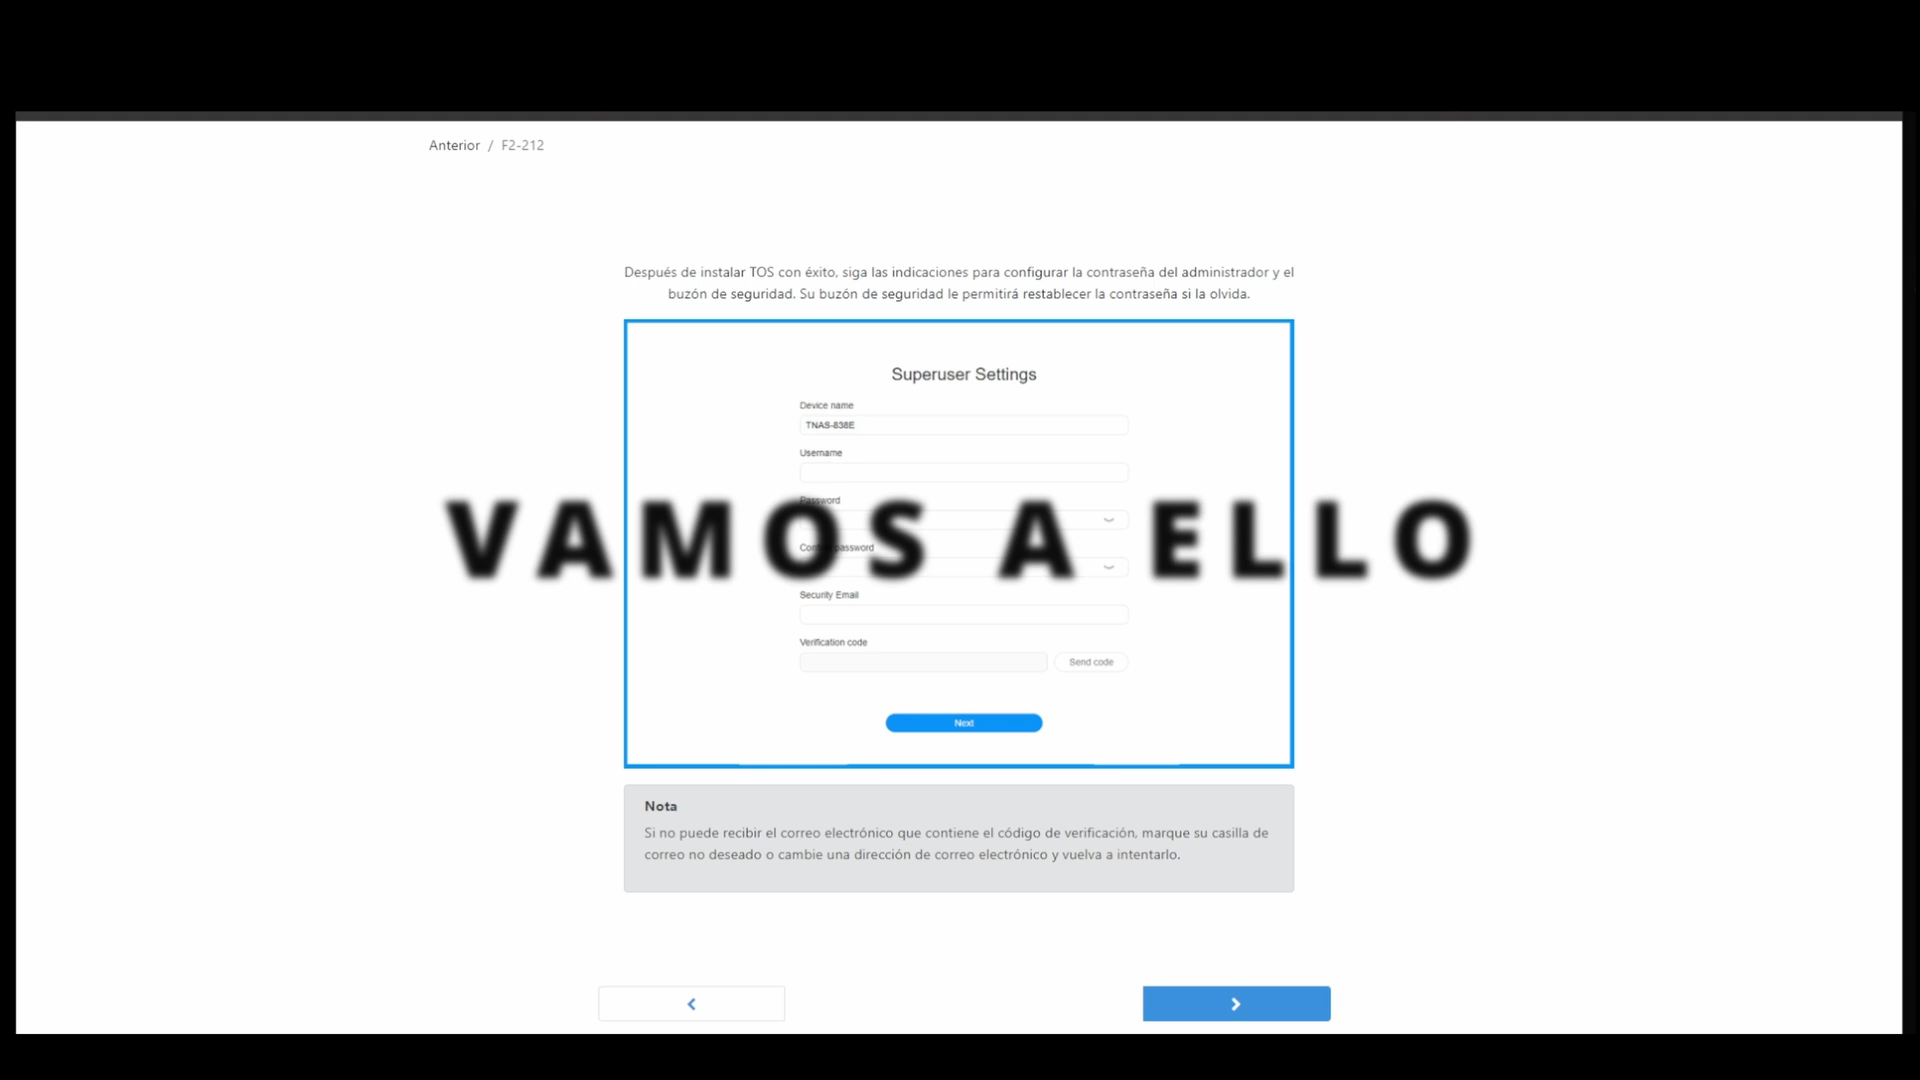 Anterior / F2-212
Después de instalar TOS con éxito, siga las indicaciones para configurar la contraseña del administrador y el
buzón de seguridad. Su buzón de seguridad le permitirá restablecer la contraseña si la olvida.
Superuser Settings
Device name
TNAS-838E
Username
Password
VAMOS A ELLO
Confirm password
Security Email
Verification code
Send code
Next
Nota
Si no puede recibir el correo electrónico que contiene el código de verificación, marque su casilla de
correo no deseado o cambie una dirección de correo electrónico y vuelva a intentarlo.